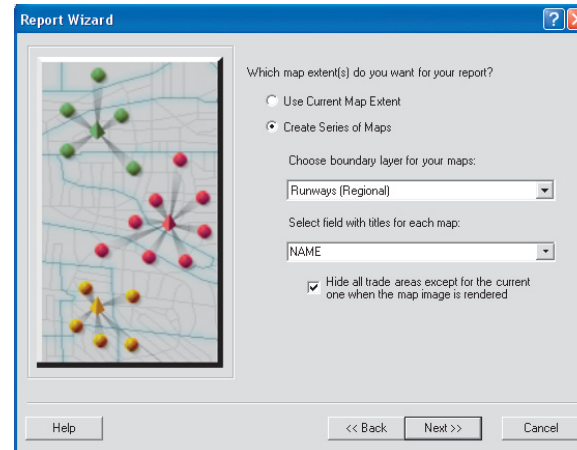 Report Wizard
Which map extent(s) do you want for your report?
Use Current Map Extent
Create Series of Maps
Choose boundary layer for your maps:
Runways (Regional)
Select field with titles for each map:
NAME
Hide all trade areas except for the current
one when the map image is rendered
Help
<< Back
Next >>
Cancel